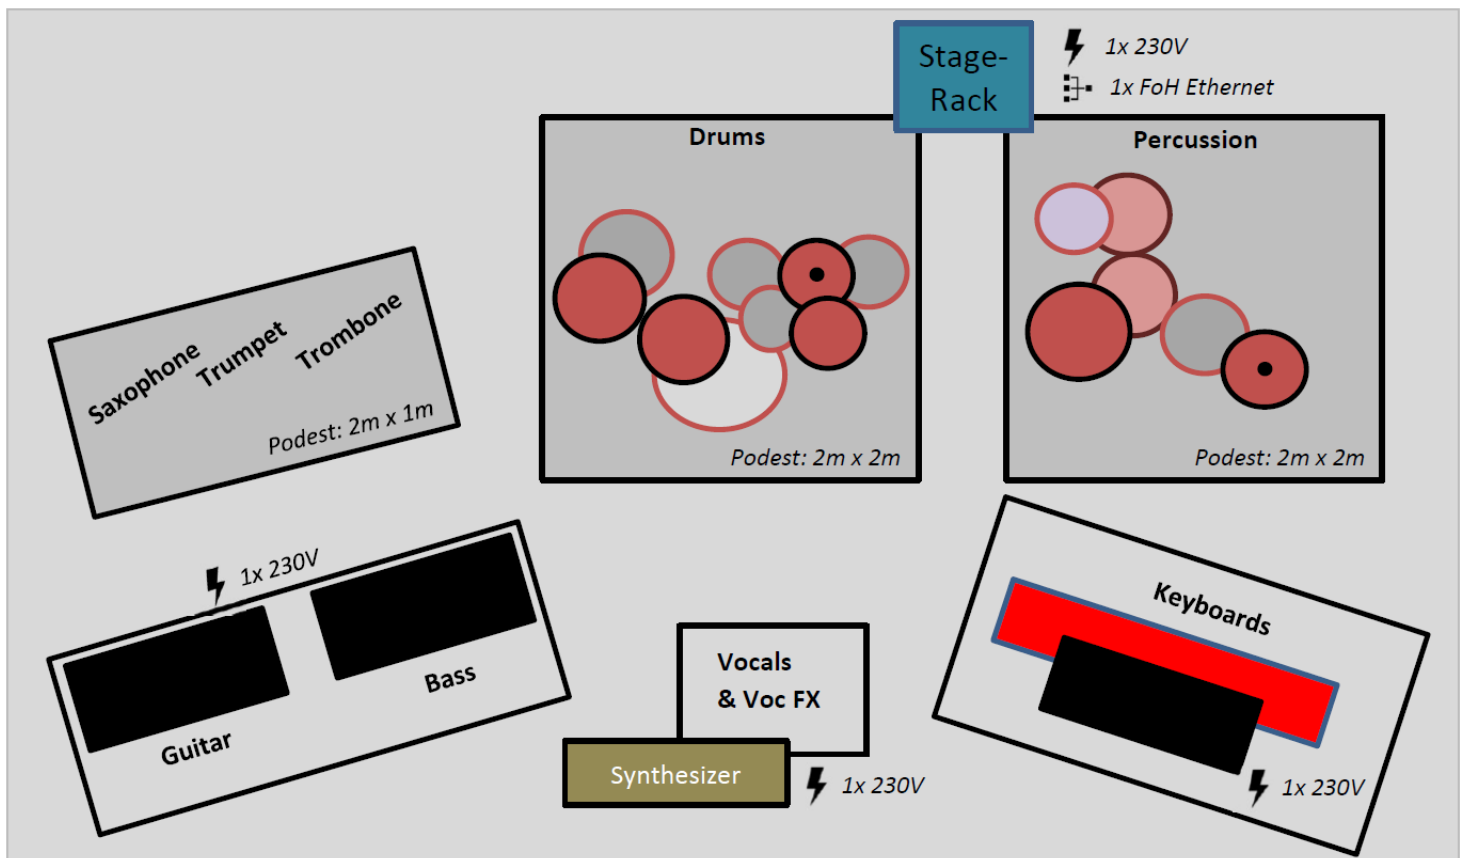 Stage-
Rack
1x 230V
1x FoH Ethernet
Drums
Podest: 2m x 2m
Percussion
Podest: 2m x 2m
Saxophone
Trumpet
Trombone
Podest: 2m x 1m
1x 230V
Guitar
Bass
Vocals
& Voc FX
Synthesizer
1x 230V
Keyboards
1x 230V